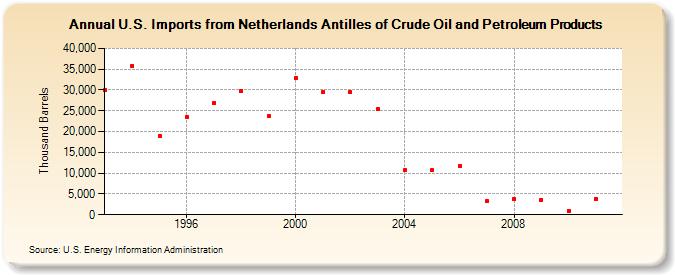 Annual U.S. Imports from Netherlands Antilles of Crude Oil and Petroleum Products
Thousand Barrels
40,000
35,000
30,000
25,000
20,000
15,000
10,000
5,000
0
1996 2000 2004 2008
Source: U.S. Energy Information Administration